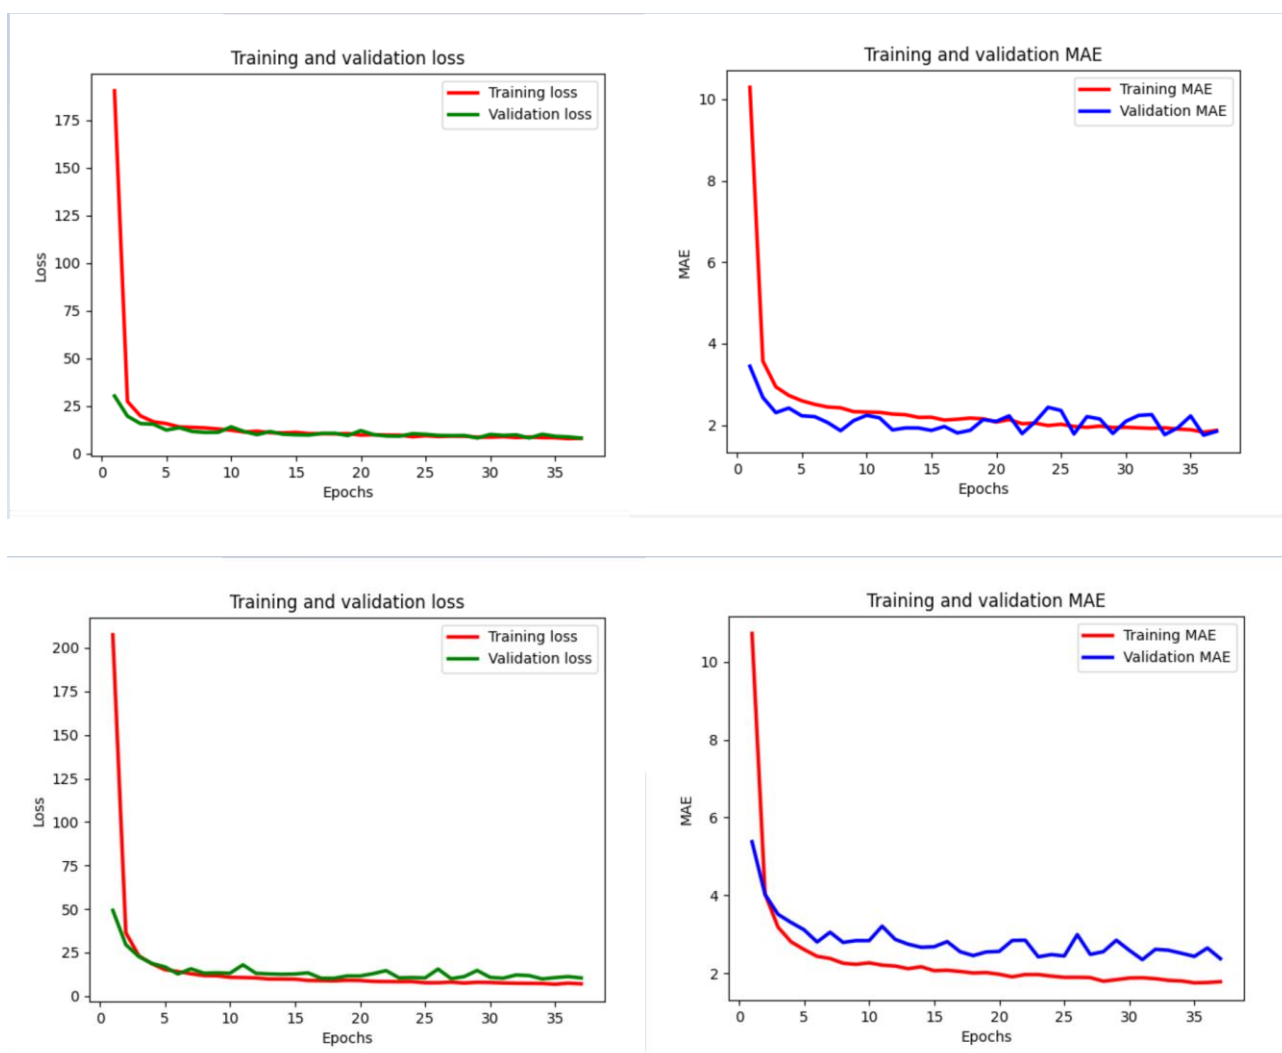 Training and validation loss
Training loss
Validation loss
175
150
125
100
75
50
25
0
Loss
0 5 10 15 20 25 30 35
Epochs
Training and validation MAE
Training MAE
Validation MAE
10
8
6
4
2
MAE
0 5 10 15 20 25 30 35
Epochs
Training and validation loss
Training loss
Validation loss
200
175
150
125
100
75
50
25
0
Loss
0 5 10 15 20 25 30 35
Epochs
Training and validation MAE
Training MAE
Validation MAE
10
8
6
4
2
MAE
0 5 10 15 20 25 30 35
Epochs